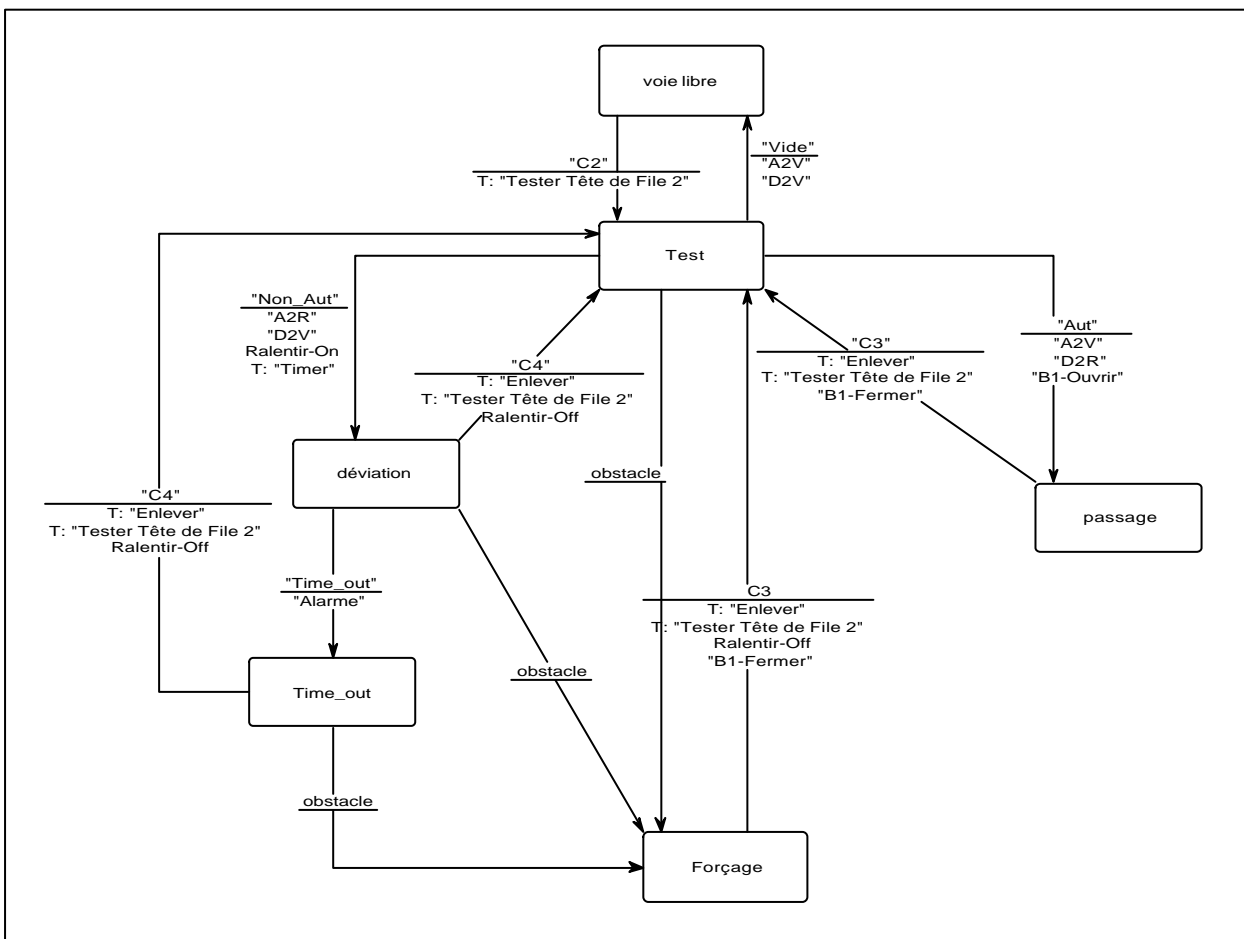 voie libre
"C2"
T: "Tester Tête de File 2"
"Vide"
"A2V"
"D2V"
Test
"Non_Aut"
"A2R"
"D2V"
Ralentir-On
T: "Timer"
"C4"
T: "Enlever"
T: "Tester Tête de File 2"
Ralentir-Off
"C3"
T: "Enlever"
T: "Tester Tête de File 2"
"B1-Fermer"
"Aut"
"A2V"
"D2R"
"B1-Ouvrir"
déviation
obstacle
passage
"C4"
T: "Enlever"
T: "Tester Tête de File 2"
Ralentir-Off
"Time_out"
"Alarme"
C3
T: "Enlever"
T: "Tester Tête de File 2"
Ralentir-Off
"B1-Fermer"
obstacle
Time_out
obstacle
Forçage